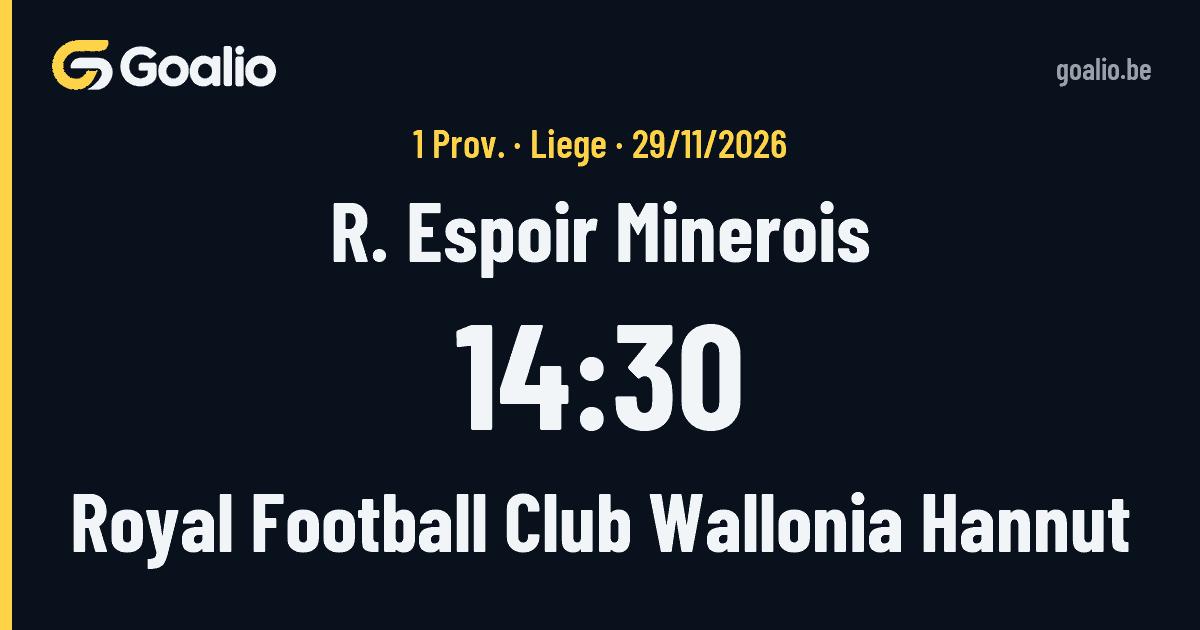 Goalio
goalio.be
1 Prov. · Liege · 29/11/2026
R. Espoir Minerois
14:30
Royal Football Club Wallonia Hannut